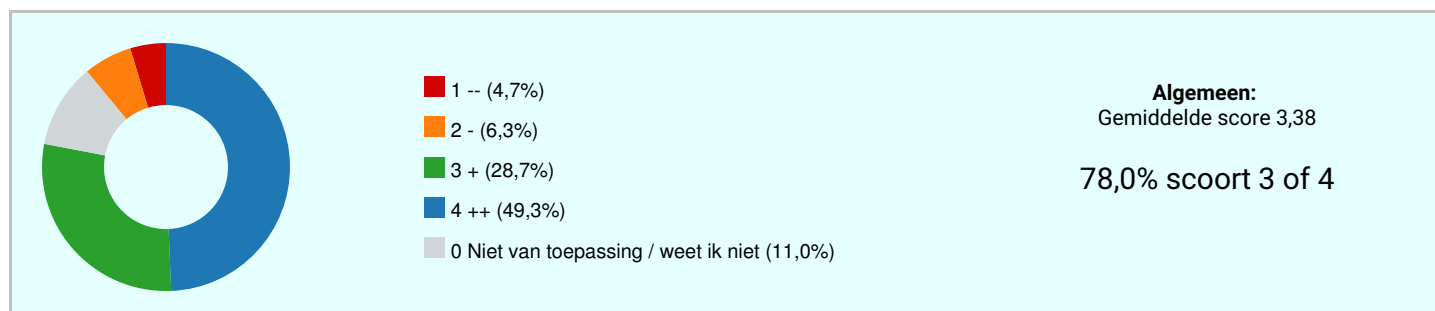 1 -- (4,7%)
2 - (6,3%)
3 + (28,7%)
4 ++ (49,3%)
0 Niet van toepassing / weet ik niet (11,0%)
Algemeen:
Gemiddelde score 3,38
78,0% scoort 3 of 4